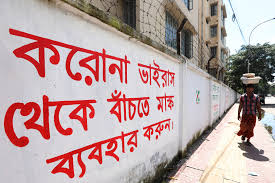 করোনা ভাইরাস
থেকে বাঁচতে মাস্ক
ব্যবহার করুন।